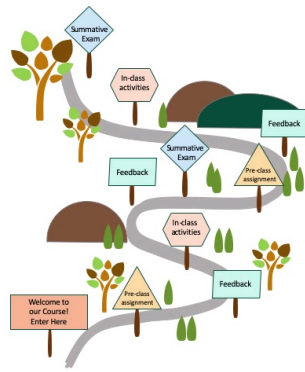 Summative
Exam
In-class
activities
Feedback
Summative
Exam
Feedback
Pre-class
assignment
In-class
activities
Feedback
Pre-class
assignment
Welcome to
our Course!
Enter Here